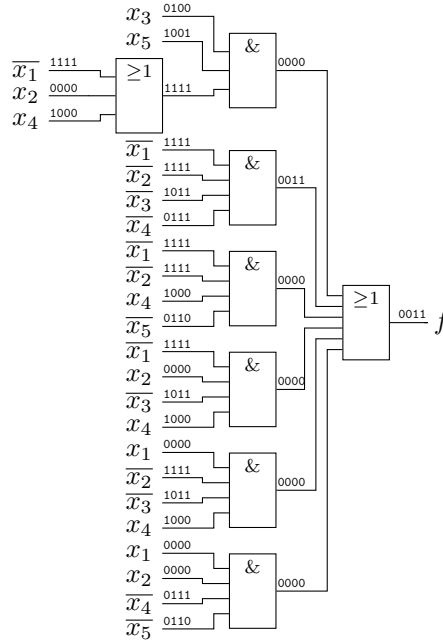 x₃ 0100
x₅ 1001
& 0000
x̅₁ 1111
x₂ 0000
x₄ 1000
≥1 1111
x̅₁ 1111
x̅₂ 1111
x̅₃ 1011
x̅₄ 0111
& 0011
x̅₁ 1111
x̅₂ 1111
x₄ 1000
x̅₅ 0110
& 0000
x̅₁ 1111
x₂ 0000
x̅₃ 1011
x₄ 1000
& 0000
x₁ 0000
x̅₂ 1111
x̅₃ 1011
x₄ 1000
& 0000
x₁ 0000
x₂ 0000
x̅₄ 0111
x̅₅ 0110
& 0000
≥1 0011 f